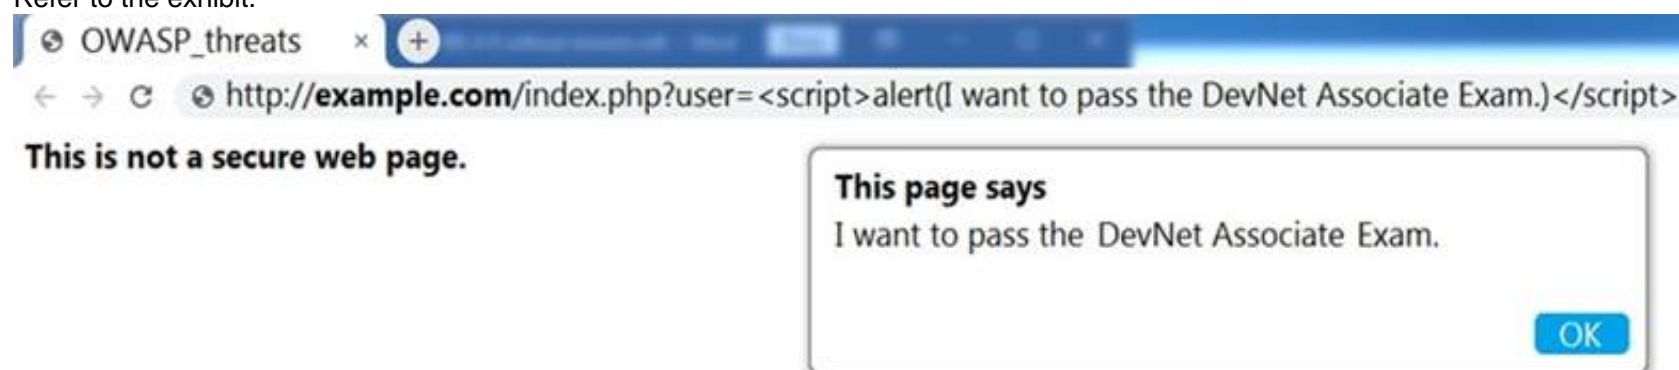 Refer to the exhibit.
OWASP_threats × +
http://example.com/index.php?user=<script>alert(I want to pass the DevNet Associate Exam.)</script>
This is not a secure web page.
This page says
I want to pass the DevNet Associate Exam.
OK